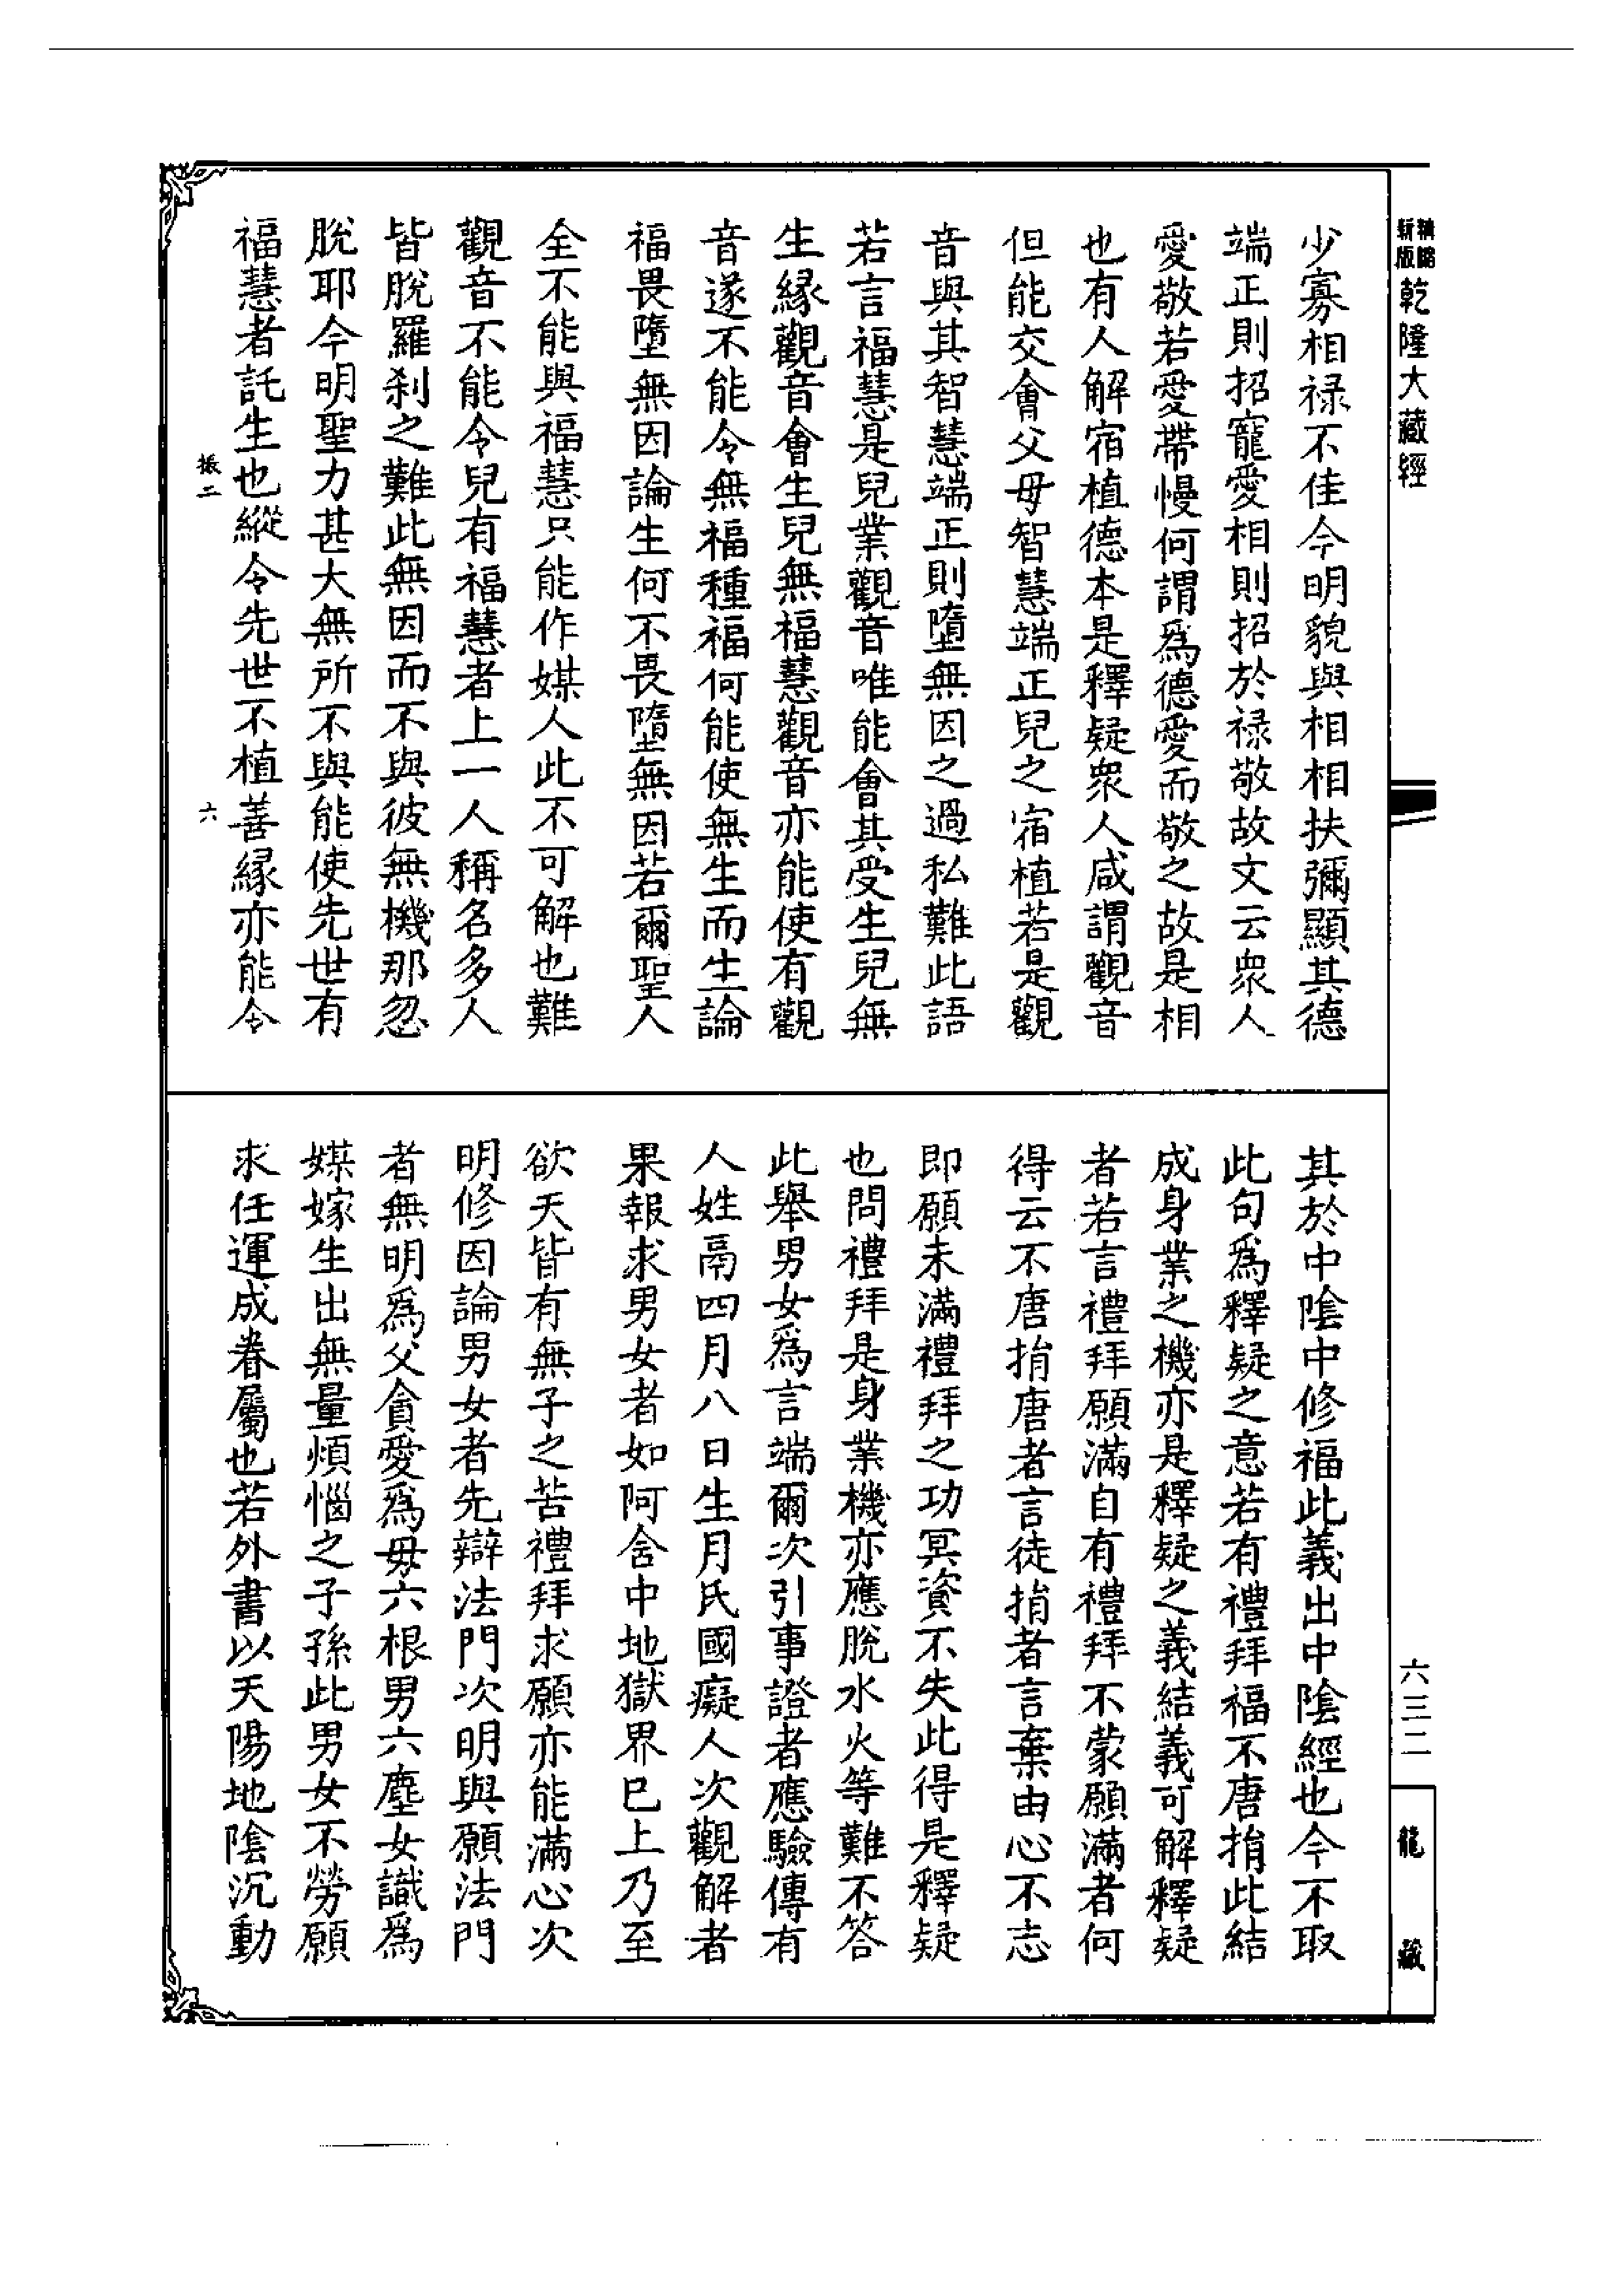 新版
精縮
乾隆大藏經
少寡相禄不佳今明貌與相相扶彌顯其德
端正則招寵愛相則招於禄敬故文云衆人
愛敬若愛帶慢何謂爲德愛而敬之故是相
也有人解宿植德本是釋疑衆人咸謂觀音
但能交會父母智慧端正兒之宿植若是觀
音與其智慧端正則墮無因之過私難此語
若言福慧是兒業觀音唯能會其受生兒無
生緣觀音會生兒無福慧觀音亦能使有觀
音遂不能令無福種福何能使無生而生論
福畏墮無因論生何不畏墮無因若爾聖人
全不能與福慧只能作媒人此不可解也難
觀音不能令兒有福慧者上一人稱名多人
皆脫羅刹之難此無因而不與彼無機那忽
脫耶今明聖力甚大無所不與能使先世有
福慧者託生也縱令先世不植善緣亦能令
振二
六
其於中陰中修福此義出中陰經也今不取
此句爲釋疑之意若有禮拜福不唐捐此結
成身業之機亦是釋疑之義結義可解釋疑
者若言禮拜願滿自有禮拜不蒙願滿者何
得云不唐捐唐者言徒捐者言棄由心不志
即願未滿禮拜之功冥資不失此得是釋疑
也問禮拜是身業機亦應脫水火等難不答
此舉男女爲言端爾次引事證者應驗傳有
人姓鬲四月八日生月氏國癡人次觀解者
果報求男女者如阿含中地獄界巳上乃至
欲天皆有無子之苦禮拜求願亦能滿心次
明修因論男女者先辯法門次明與願法門
者無明爲父貪愛爲母六根男六塵女識爲
媒嫁生出無量煩惱之子孫此男女不勞願
求任運成眷屬也若外書以天陽地陰沉動
六三二
龍藏